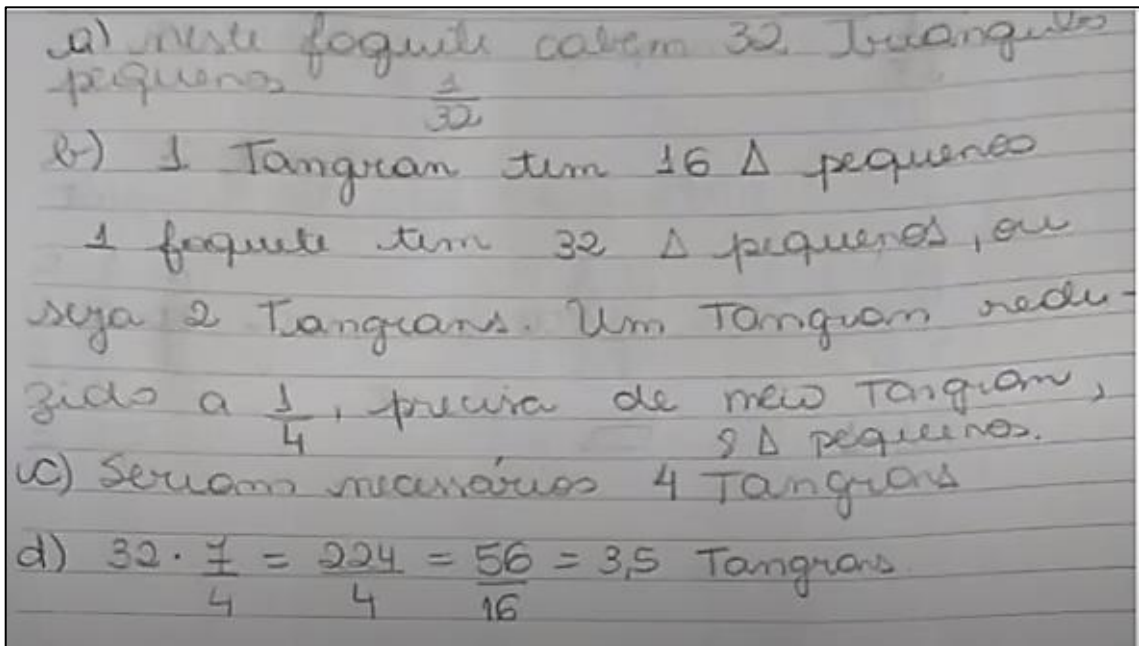 a) neste foguete cabem 32 triangulos
pequenos 1/32
b) 1 Tangran tem 16 Δ pequenos
1 foguete tem 32 Δ pequenos, ou
seja 2 Tangrans. Um Tangram redu-
zido a 1/4, precisa de meio Tangram,
8 Δ pequenos.
c) Seriam necessários 4 Tangrans
d) 32 · 7/4 = 224/4 = 56/16 = 3,5 Tangrans